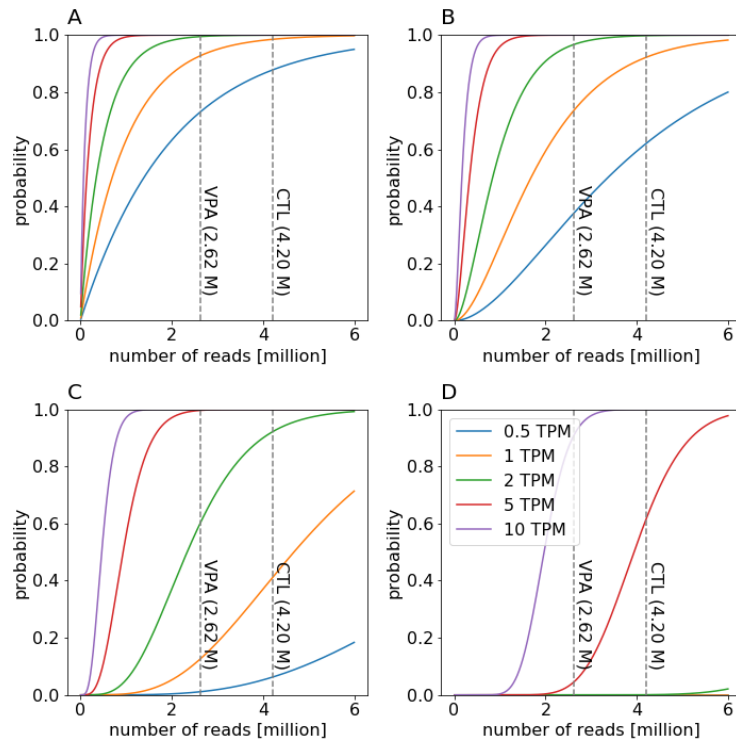 A
1.0
0.8
0.6
0.4
0.2
0.0
probability
VPA (2.62 M)
CTL (4.20 M)
0
2
4
6
number of reads [million]
B
1.0
0.8
0.6
0.4
0.2
0.0
probability
VPA (2.62 M)
CTL (4.20 M)
0
2
4
6
number of reads [million]
C
1.0
0.8
0.6
0.4
0.2
0.0
probability
VPA (2.62 M)
CTL (4.20 M)
0
2
4
6
number of reads [million]
D
1.0
0.8
0.6
0.4
0.2
0.0
probability
0.5 TPM
1 TPM
2 TPM
5 TPM
10 TPM
VPA (2.62 M)
CTL (4.20 M)
0
2
4
6
number of reads [million]